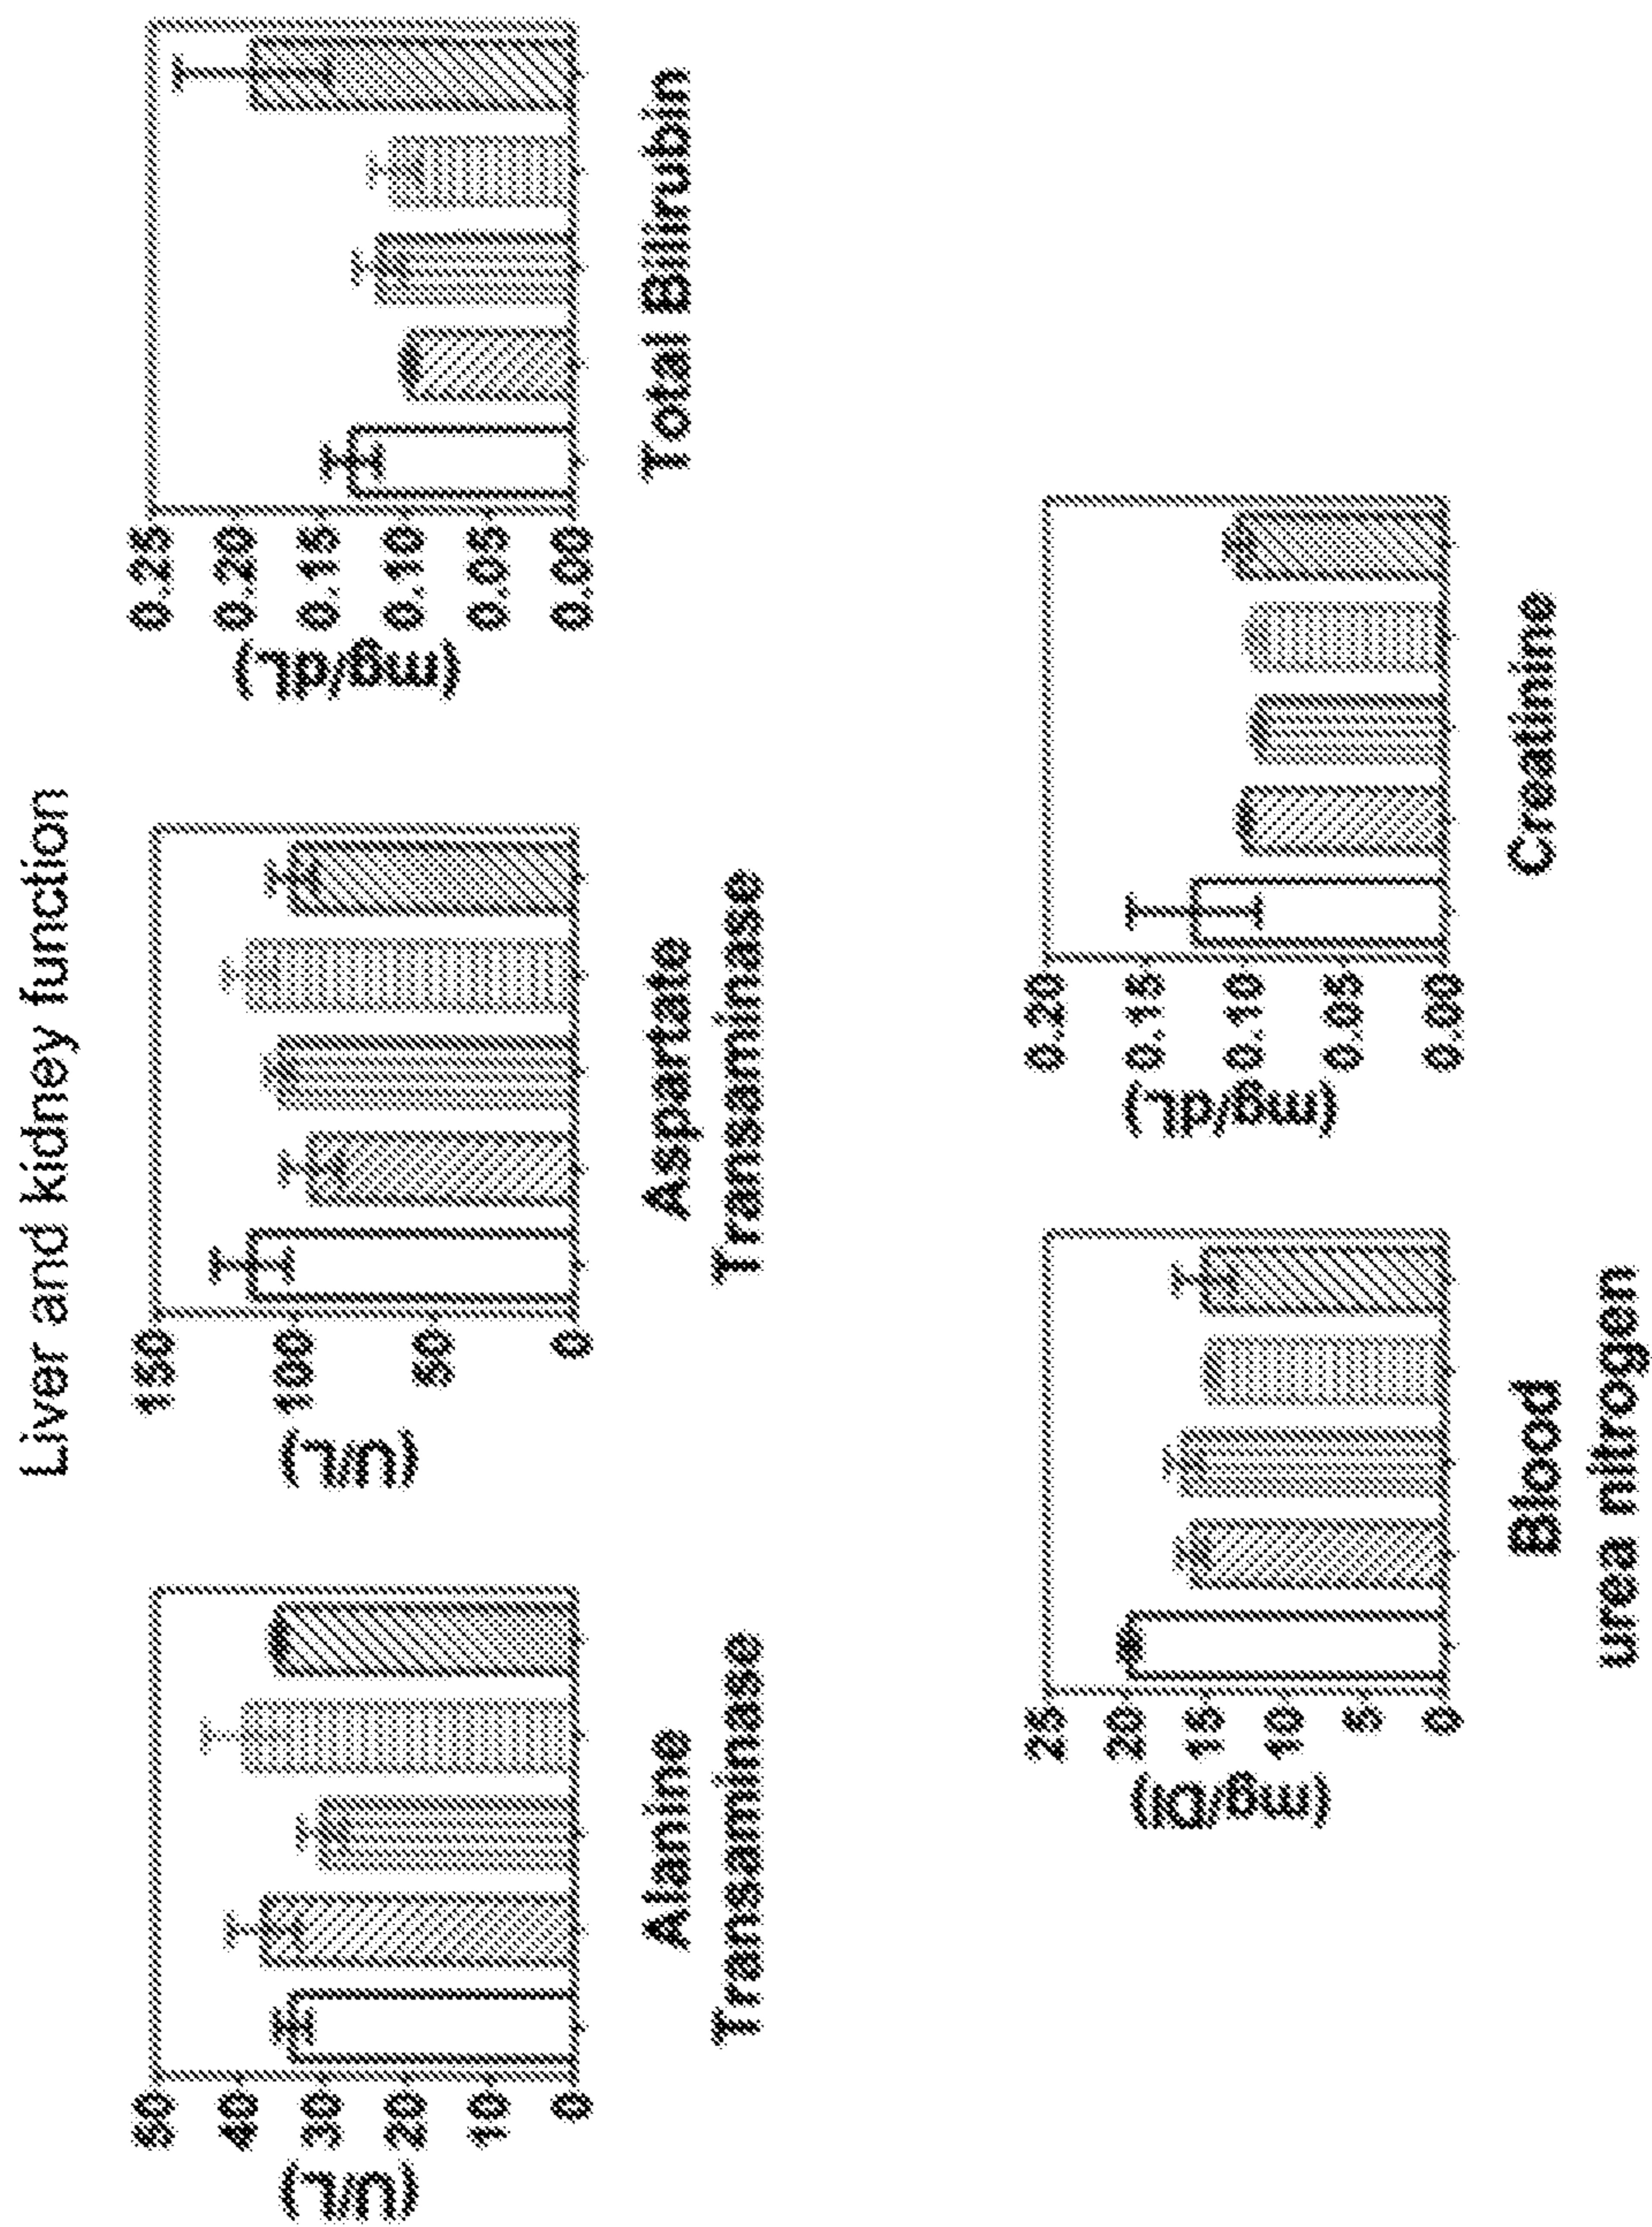 Liver and kidney function
(U/L)
50
40
30
20
10
0
Alanine
Transaminase
(U/L)
150
100
50
0
Aspartate
Transaminase
(mg/dL)
0.25
0.20
0.15
0.10
0.05
0.00
Total Bilirubin
(mg/Dl)
25
20
15
10
5
0
Blood
urea nitrogen
(mg/dL)
0.20
0.15
0.10
0.05
0.00
Creatinine